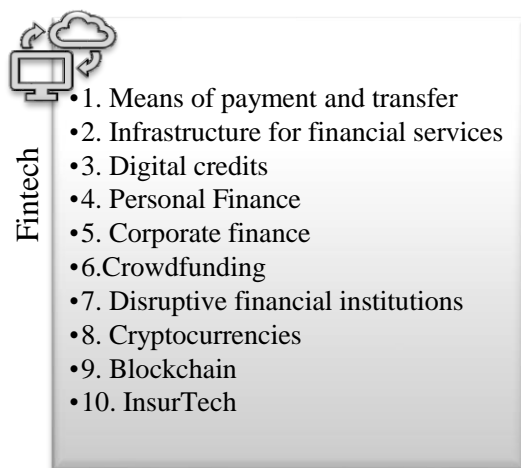 Fintech
•1. Means of payment and transfer
•2. Infrastructure for financial services
•3. Digital credits
•4. Personal Finance
•5. Corporate finance
•6.Crowdfunding
•7. Disruptive financial institutions
•8. Cryptocurrencies
•9. Blockchain
•10. InsurTech